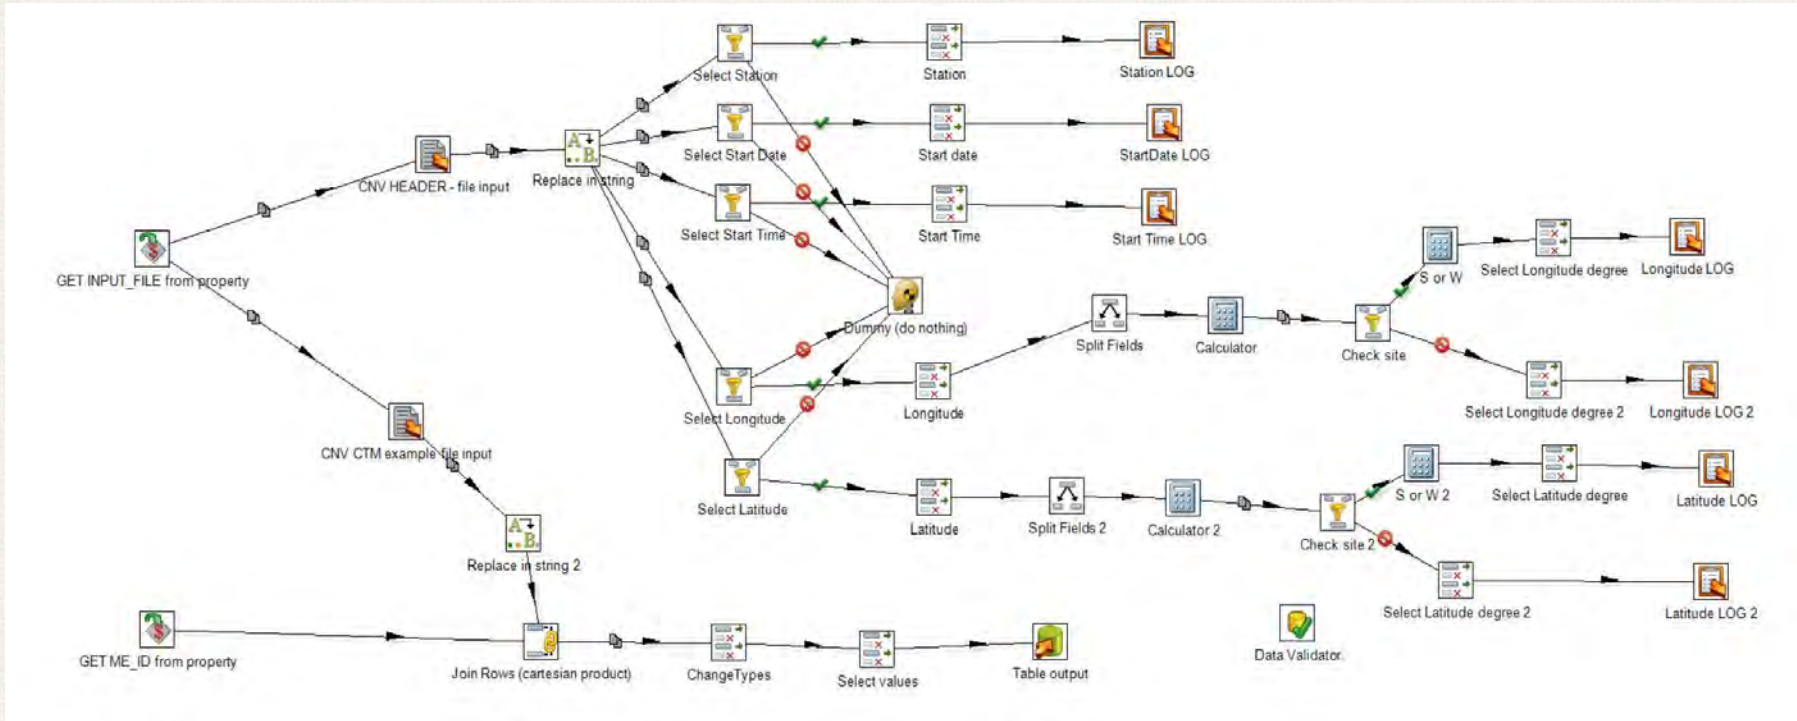 Select Station
Station
Station LOG
Select Start Date
Start date
StartDate LOG
CNV HEADER - file input
Replace in string
Select Start Time
Start Time
Start Time LOG
GET INPUT_FILE from property
Dummy (do nothing)
S or W
Select Longitude degree
Longitude LOG
Split Fields
Calculator
Check site
Select Longitude
Longitude
Select Longitude degree 2
Longitude LOG 2
CNV CTM example file input
Select Latitude
Latitude
Split Fields 2
Calculator 2
Check site 2
S or W 2
Select Latitude degree
Latitude LOG
Replace in string 2
Select Latitude degree 2
Latitude LOG 2
GET ME_ID from property
Join Rows (cartesian product)
ChangeTypes
Select values
Table output
Data Validator